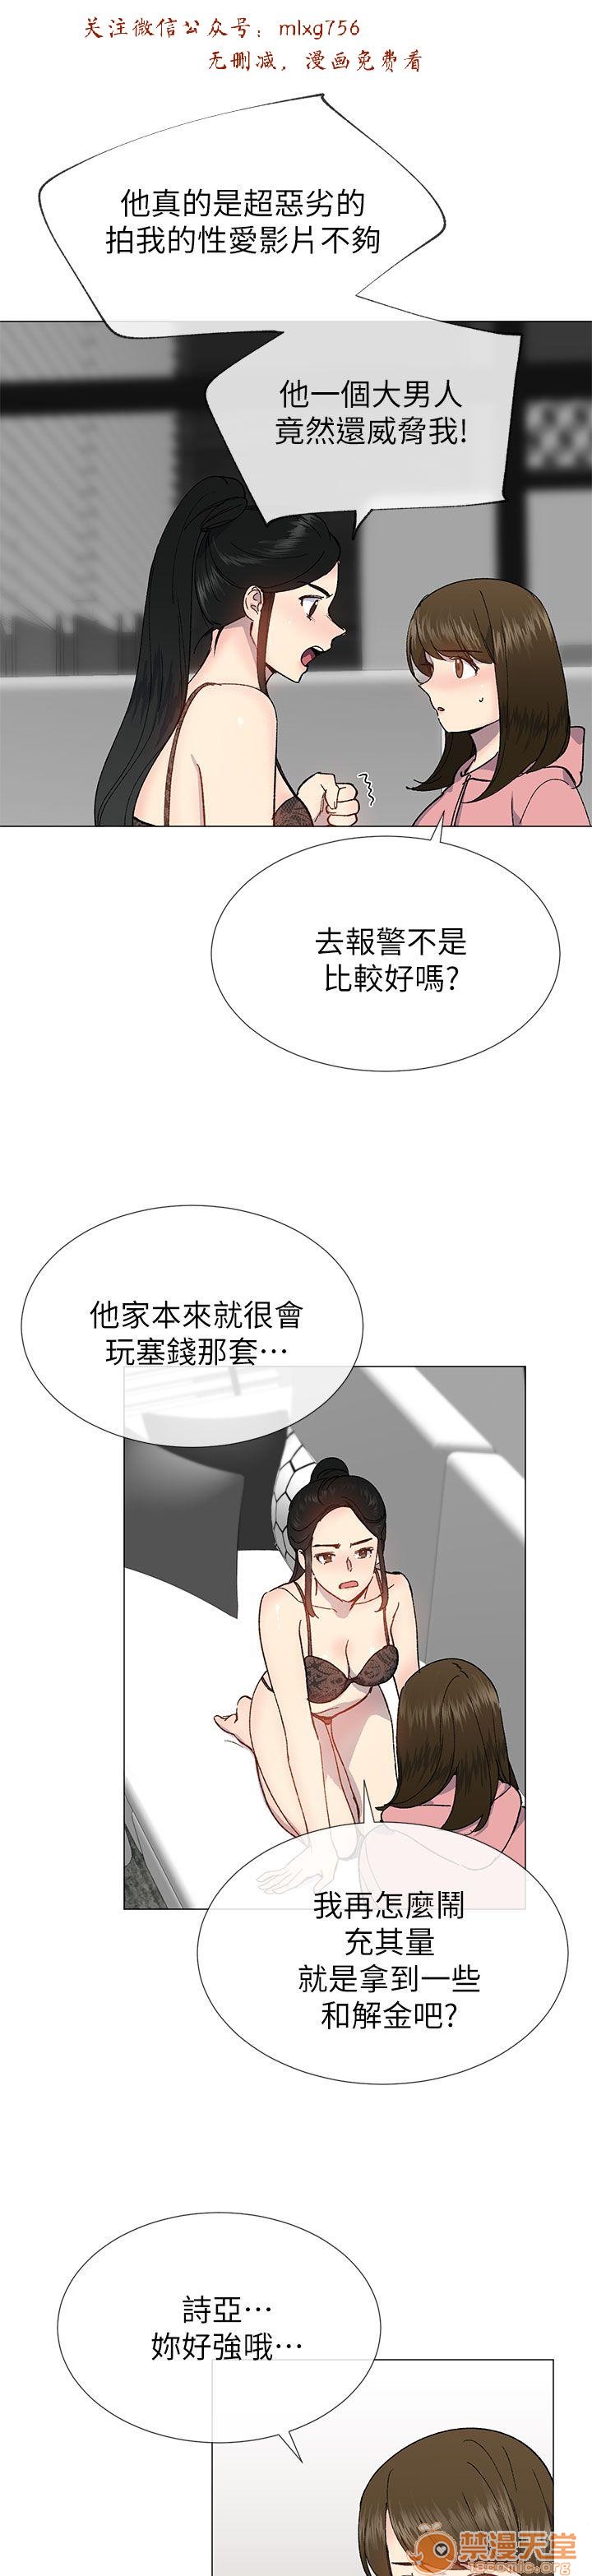 关注微信公众号：mlxg756
无删减，漫画免费看
他真的是超惡劣的
拍我的性愛影片不夠
他一個大男人
竟然還威脅我!
去報警不是
比較好嗎?
他家本來就很會
玩塞錢那套…
我再怎麼鬧
充其量
就是拿到一些
和解金吧?
詩亞…
妳好強哦…
禁漫天堂
18comic.org